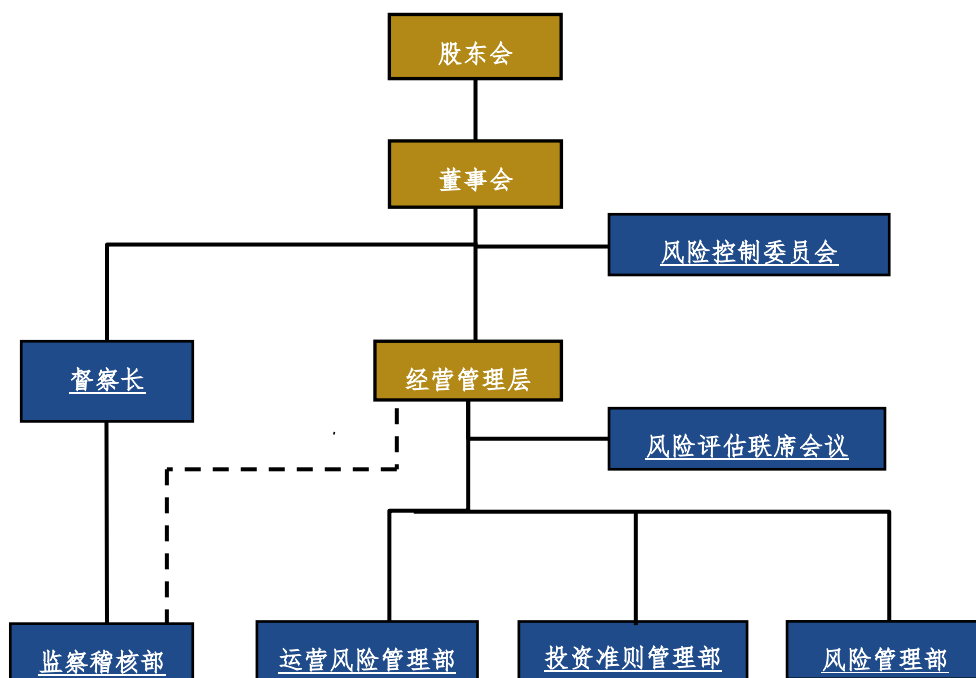 股东会
董事会
风险控制委员会
督察长
经营管理层
风险评估联席会议
监察稽核部
运营风险管理部
投资准则管理部
风险管理部